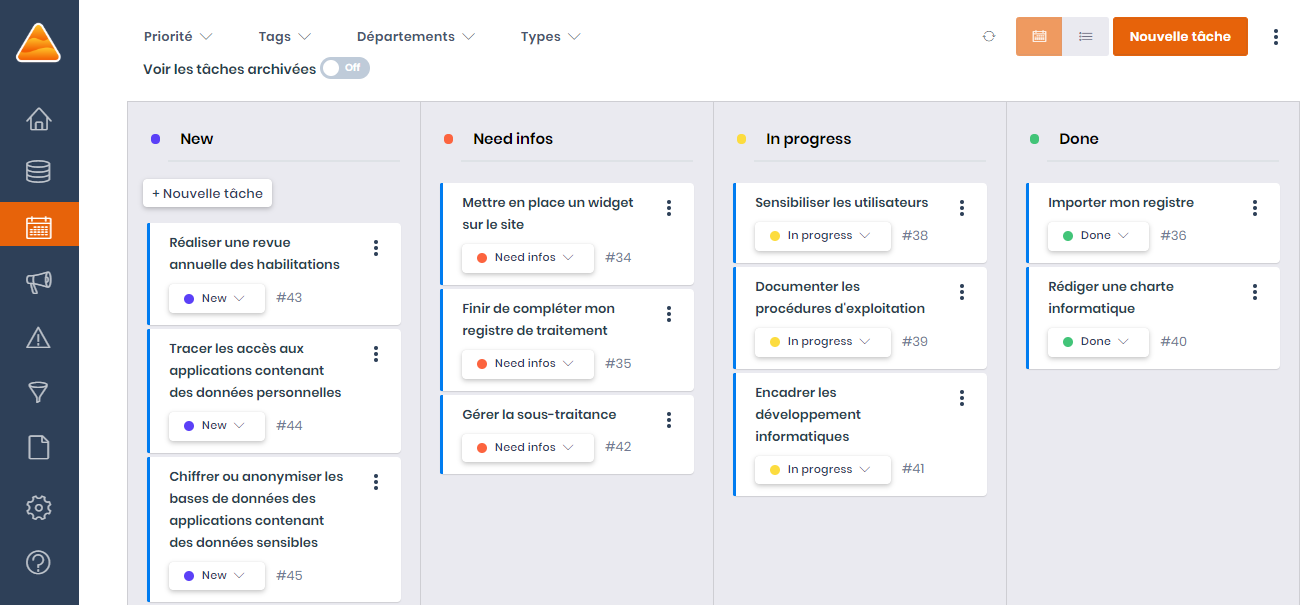 Priorité
Tags
Départements
Types
Nouvelle tâche
Voir les tâches archivées
Off
New
+ Nouvelle tâche
Réaliser une revue
annuelle des habilitations
New
#43
Tracer les accès aux
applications contenant
des données personnelles
New
#44
Chiffrer ou anonymiser les
bases de données des
applications contenant
des données sensibles
New
#45
Need infos
Mettre en place un widget
sur le site
Need infos
#34
Finir de compléter mon
registre de traitement
Need infos
#35
Gérer la sous-traitance
Need infos
#42
In progress
Sensibiliser les utilisateurs
In progress
#38
Documenter les
procédures d'exploitation
In progress
#39
Encadrer les
développement
informatiques
In progress
#41
Done
Importer mon registre
Done
#36
Rédiger une charte
informatique
Done
#40